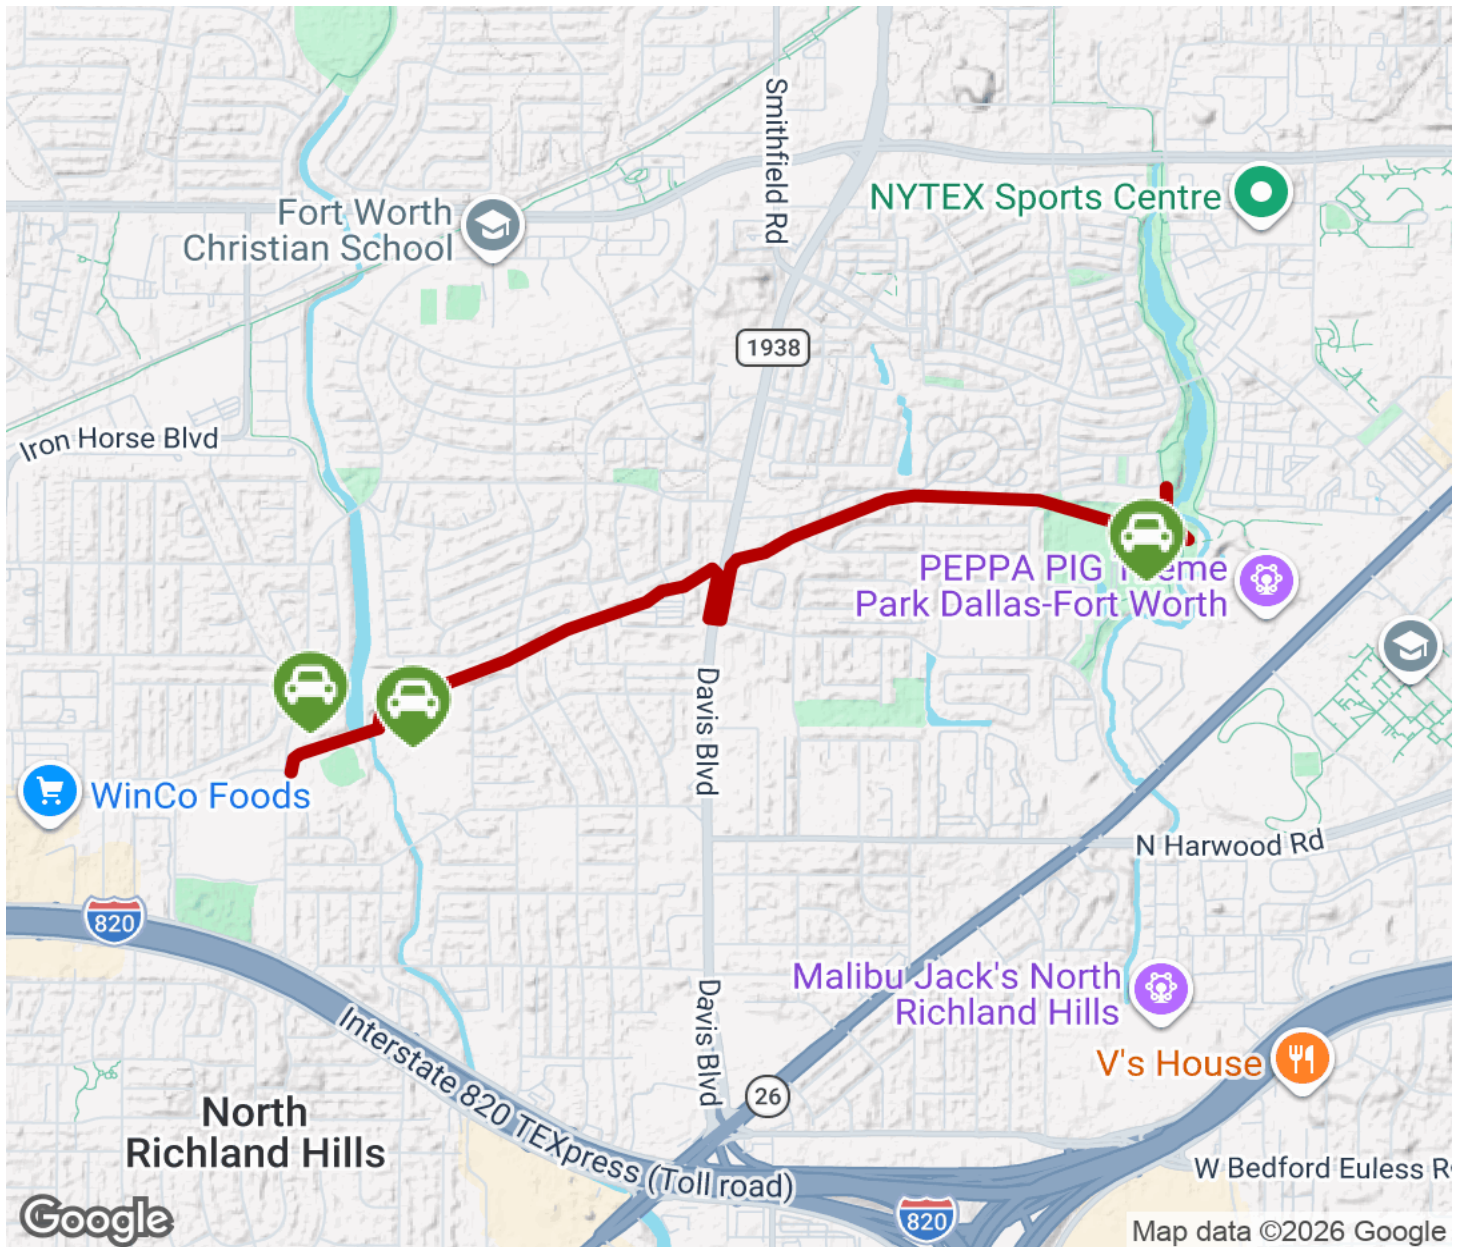 Smithfield Rd
NYTEX Sports Centre
Fort Worth
Christian School
1938
Iron Horse Blvd
PEPPA PIG Theme
Park Dallas-Fort Worth
Davis Blvd
WinCo Foods
N Harwood Rd
820
Malibu Jack's North
Richland Hills
Davis Blvd
Interstate 820 TEXpress (Toll road)
V's House
26
North
Richland Hills
W Bedford Euless R
820
Google
Map data ©2026 Google